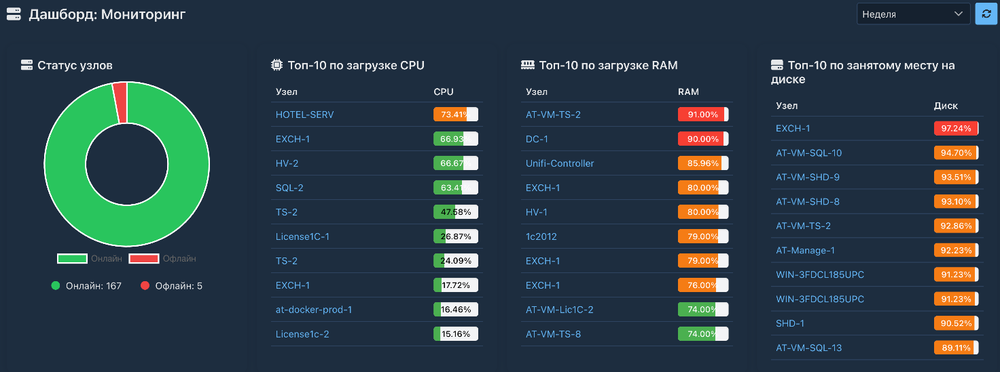 Дашборд: Мониторинг
Неделя
Статус узлов
Онлайн Офлайн
Онлайн: 167 Офлайн: 5
Топ-10 по загрузке CPU
Узел CPU
HOTEL-SERV 73.41%
EXCH-1 66.93%
HV-2 66.67%
SQL-2 63.41%
TS-2 47.58%
License1C-1 26.87%
TS-2 24.09%
EXCH-1 17.72%
at-docker-prod-1 16.46%
License1c-2 15.16%
Топ-10 по загрузке RAM
Узел RAM
AT-VM-TS-2 91.00%
DC-1 90.00%
Unifi-Controller 85.96%
EXCH-1 80.00%
HV-1 80.00%
1c2012 79.00%
EXCH-1 79.00%
EXCH-1 76.00%
AT-VM-Lic1C-2 74.00%
AT-VM-TS-8 74.00%
Топ-10 по занятому месту на
диске
Узел Диск
EXCH-1 97.24%
AT-VM-SQL-10 94.70%
AT-VM-SHD-9 93.51%
AT-VM-SHD-8 93.10%
AT-VM-TS-2 92.86%
AT-Manage-1 92.23%
WIN-3FDCL185UPC 91.23%
WIN-3FDCL185UPC 91.23%
SHD-1 90.52%
AT-VM-SQL-13 89.11%